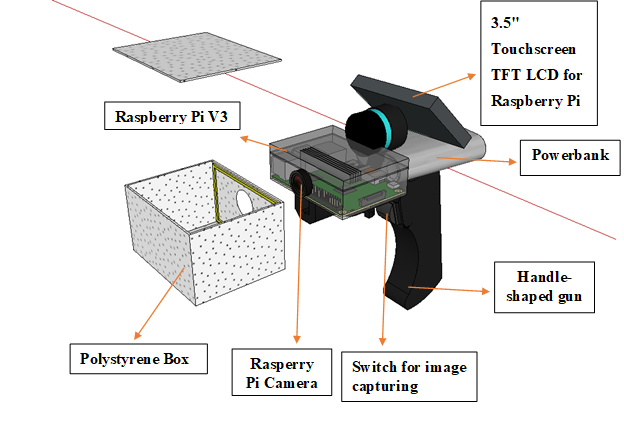 3.5"
Touchscreen
TFT LCD for
Raspberry Pi
Raspberry Pi V3
Powerbank
Handle-
shaped gun
Polystyrene Box
Rasperry
Pi Camera
Switch for image
capturing